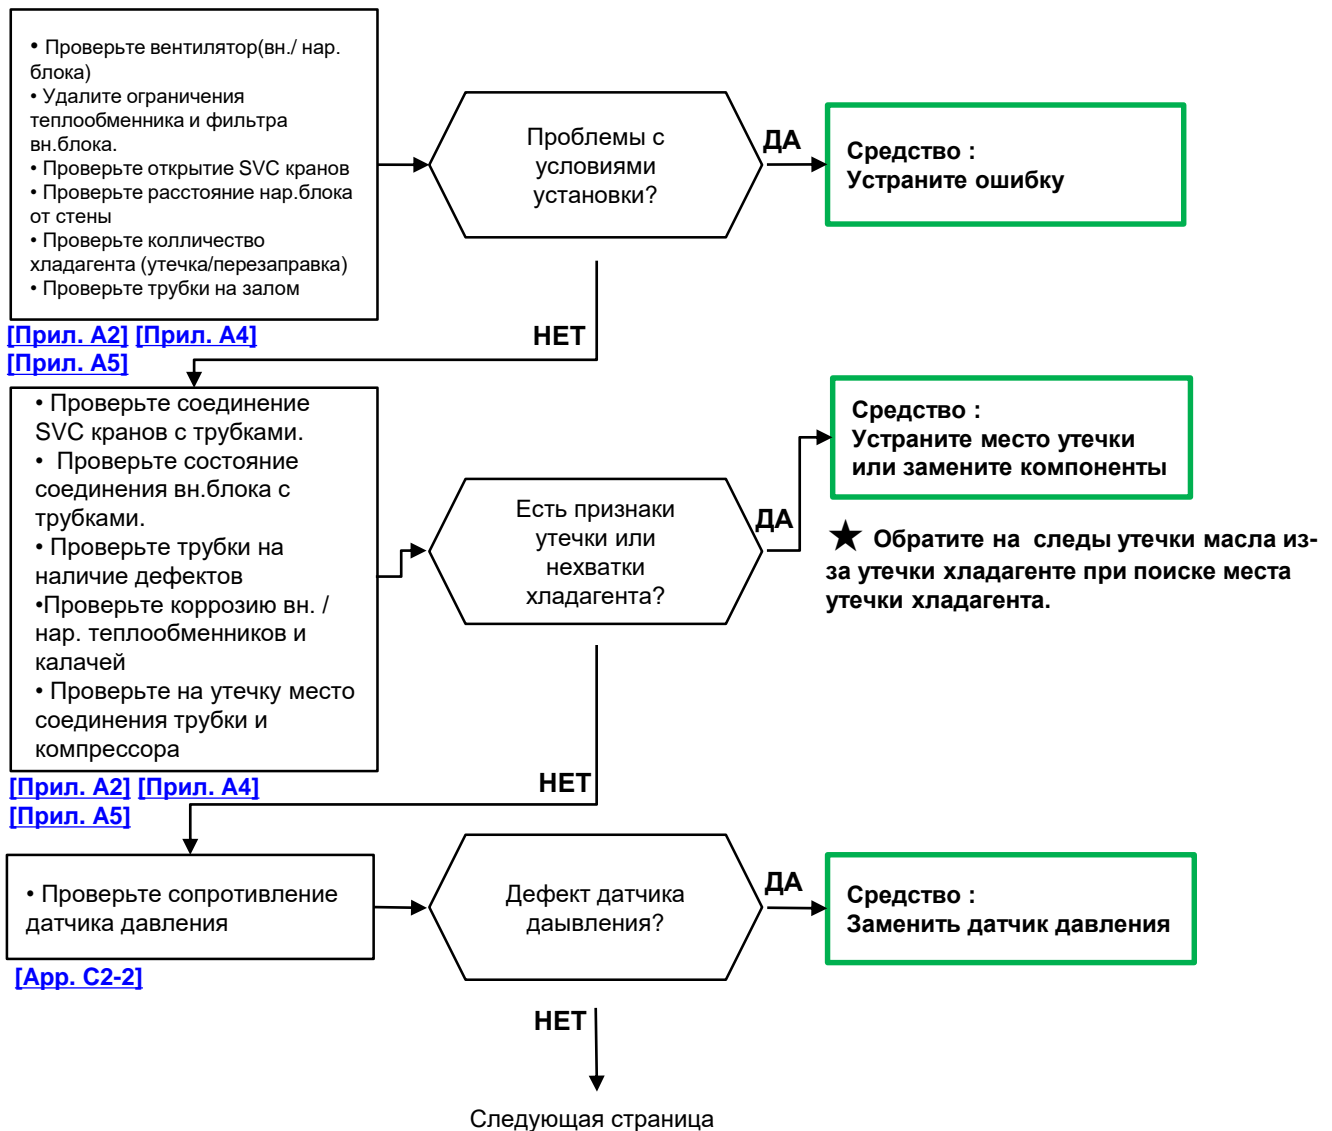 • Проверьте вентилятор(вн./ нар.
блока)
• Удалите ограничения
теплообменника и фильтра
вн.блока.
• Проверьте открытие SVC кранов
• Проверьте расстояние нар.блока
от стены
• Проверьте колличество
хладагента (утечка/перезаправка)
• Проверьте трубки на залом
Проблемы с
условиями
установки?
ДА
Средство :
Устраните ошибку
[Прил. A2] [Прил. A4]
[Прил. A5]
НЕТ
• Проверьте соединение
SVC кранов с трубками.
• Проверьте состояние
соединения вн.блока с
трубками.
• Проверьте трубки на
наличие дефектов
•Проверьте коррозию вн. /
нар. теплообменников и
калачей
• Проверьте на утечку место
соединения трубки и
компрессора
Есть признаки
утечки или
нехватки
хладагента?
ДА
Средство :
Устраните место утечки
или замените компоненты
★ Обратите на следы утечки масла из-
за утечки хладагенте при поиске места
утечки хладагента.
[Прил. A2] [Прил. A4]
[Прил. A5]
НЕТ
• Проверьте сопротивление
датчика давления
Дефект датчика
даывления?
ДА
Средство :
Заменить датчик давления
[App. C2-2]
НЕТ
Следующая страница